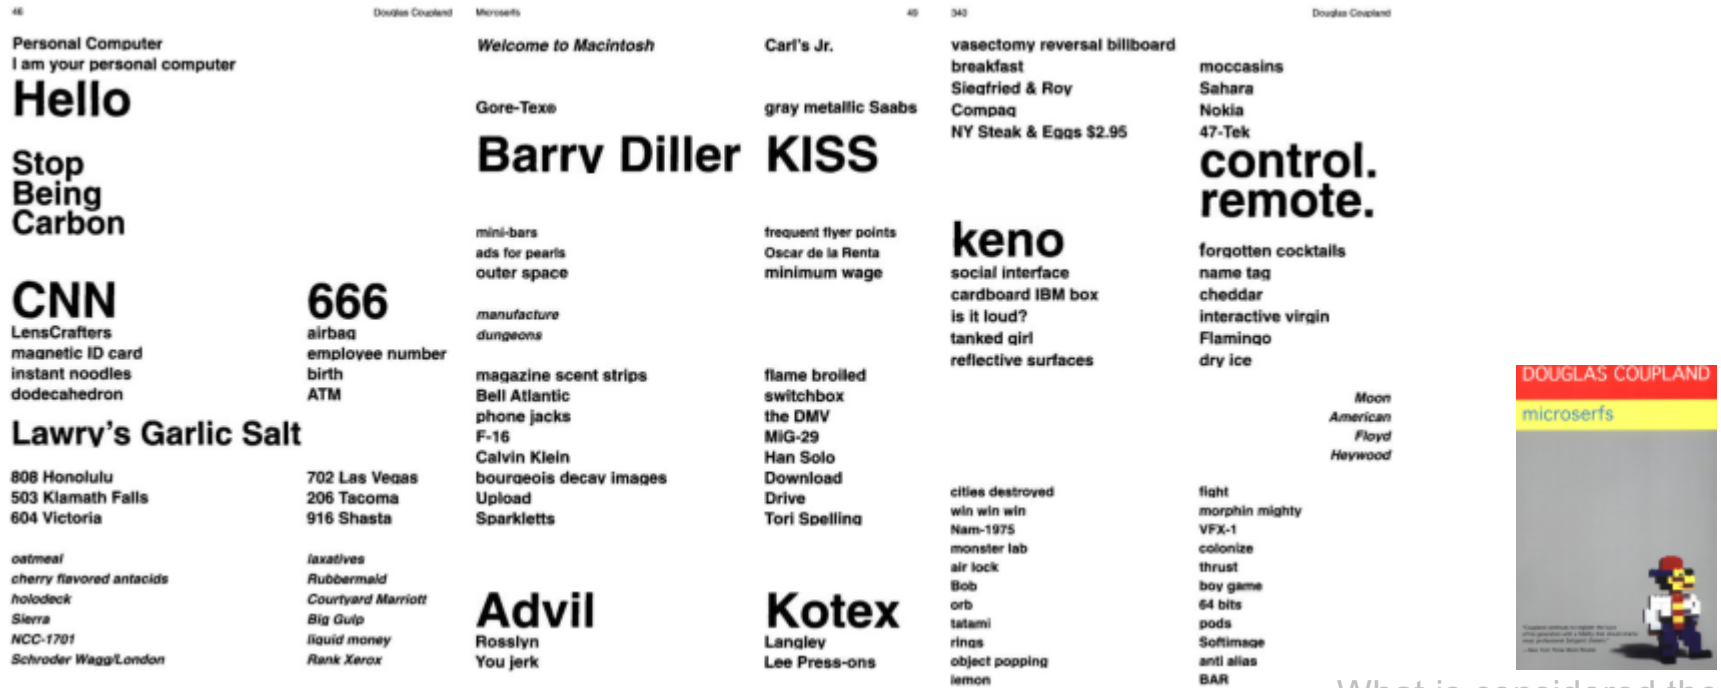 46 Douglas Coupland
Personal Computer
I am your personal computer
Hello
Stop
Being
Carbon
CNN
LensCrafters
magnetic ID card
instant noodles
dodecahedron
666
airbag
employee number
birth
ATM
Lawry's Garlic Salt
808 Honolulu
503 Klamath Falls
604 Victoria
702 Las Vegas
206 Tacoma
916 Shasta
oatmeal
cherry flavored antacids
holodeck
Sierra
NCC-1701
Schroder Wagg/London
laxatives
Rubbermaid
Courtyard Marriott
Big Gulp
liquid money
Rank Xerox
Microserfs 49
Welcome to Macintosh
Carl's Jr.
Gore-Tex®
gray metallic Saabs
Barry Diller
KISS
mini-bars
ads for pearls
outer space
frequent flyer points
Oscar de la Renta
minimum wage
manufacture
dungeons
magazine scent strips
Bell Atlantic
phone jacks
F-16
Calvin Klein
bourgeois decay images
Upload
Sparkletts
flame broiled
switchbox
the DMV
MiG-29
Han Solo
Download
Drive
Tori Spelling
Advil
Rosslyn
You jerk
Kotex
Langley
Lee Press-ons
340 Douglas Coupland
vasectomy reversal billboard
breakfast
Siegfried & Roy
Compaq
NY Steak & Eggs $2.95
moccasins
Sahara
Nokia
47-Tek
control.
remote.
keno
social interface
cardboard IBM box
is it loud?
tanked girl
reflective surfaces
forgotten cocktails
name tag
cheddar
interactive virgin
Flamingo
dry ice
Moon
American
Floyd
Heywood
cities destroyed
win win win
Nam-1975
monster lab
air lock
Bob
orb
tatami
rings
object popping
lemon
fight
morphin mighty
VFX-1
colonize
thrust
boy game
64 bits
pods
Softimage
anti alias
BAR
DOUGLAS COUPLAND
microserfs
What is considered the